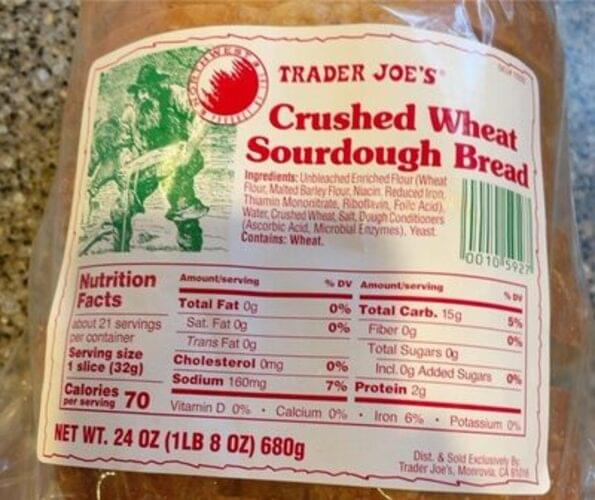 NORTHWEST
TRADER JOE'S®
Crushed Wheat
Sourdough Bread
Ingredients: Unbleached Enriched Flour (Wheat
Flour, Malted Barley Flour, Niacin, Reduced Iron,
Thiamin Mononitrate, Riboflavin, Folic Acid),
Water, Crushed Wheat, Salt, Dough Conditioners
(Ascorbic Acid, Microbial Enzymes), Yeast.
Contains: Wheat.
0010 5927
Nutrition
Facts
about 21 servings
per container
Serving size
1 slice (32g)
Calories
per serving 70
Amount/serving % DV
Total Fat 0g 0%
Sat. Fat 0g 0%
Trans Fat 0g
Cholesterol 0mg 0%
Sodium 160mg 7%
Amount/serving % DV
Total Carb. 15g 5%
Fiber 0g 0%
Total Sugars 0g
Incl. 0g Added Sugars 0%
Protein 2g
Vitamin D 0% • Calcium 0% • Iron 6% • Potassium 0%
NET WT. 24 OZ (1LB 8 OZ) 680g
Dist. & Sold Exclusively By:
Trader Joe's, Monrovia, CA 91016